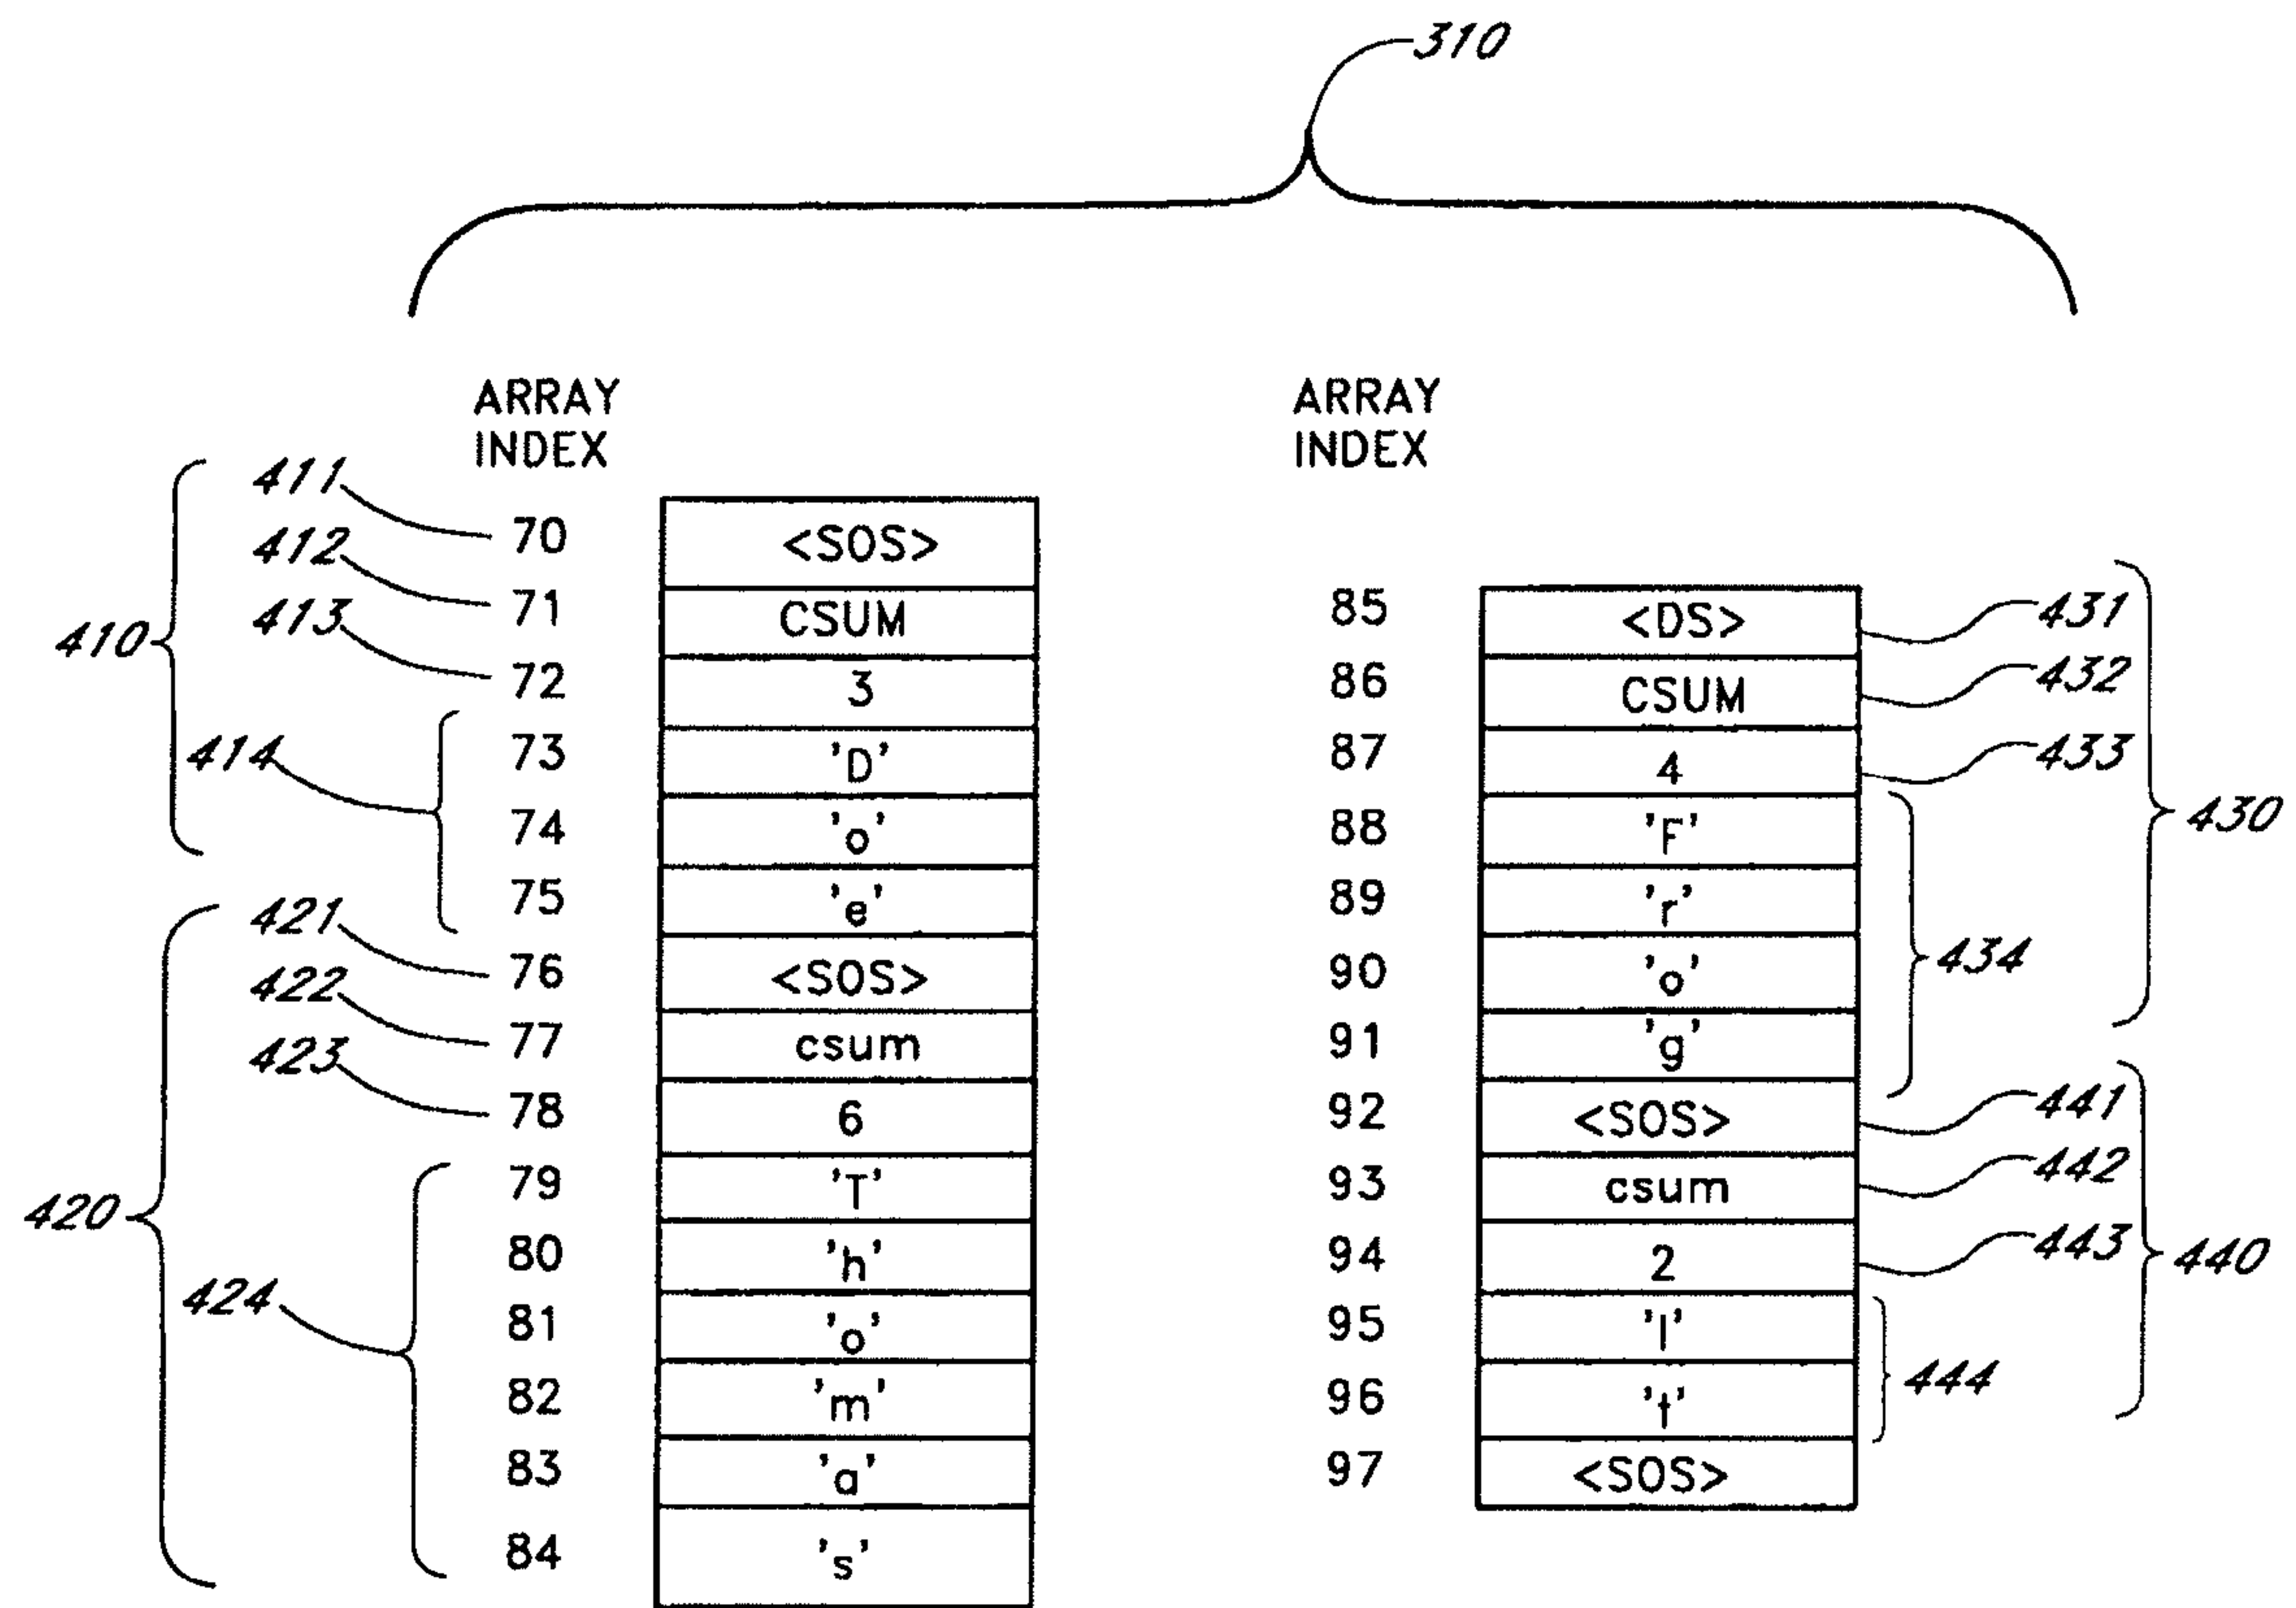 310
ARRAY INDEX
411 70 <SOS>
412 71 CSUM
413 72 3
410
414 73 'D'
74 'o'
75 'e'
421 76 <SOS>
422 77 csum
423 78 6
420
79 'T'
80 'h'
424 81 'o'
82 'm'
83 'a'
84 's'
ARRAY INDEX
85 <DS> 431
86 CSUM 432
87 4 433
430
88 'F'
89 'r'
90 'o' 434
91 'g'
92 <SOS> 441
93 csum 442
94 2 443
440
95 'l'
444
96 't'
97 <SOS>